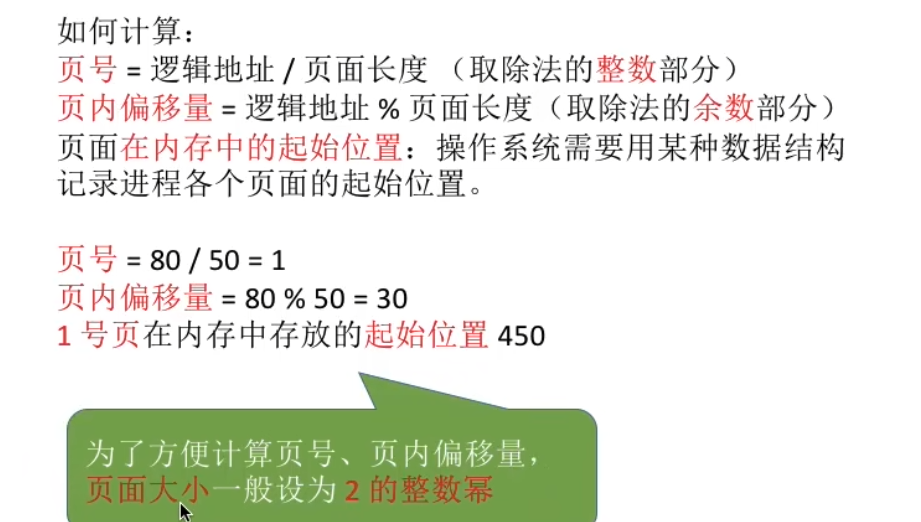 如何计算：
页号 = 逻辑地址 / 页面长度 （取除法的整数部分）
页内偏移量 = 逻辑地址 % 页面长度（取除法的余数部分）
页面在内存中的起始位置：操作系统需要用某种数据结构
记录进程各个页面的起始位置。
页号 = 80 / 50 = 1
页内偏移量 = 80 % 50 = 30
1 号页在内存中存放的起始位置 450
为了方便计算页号、页内偏移量，
页面大小一般设为 2 的整数幂